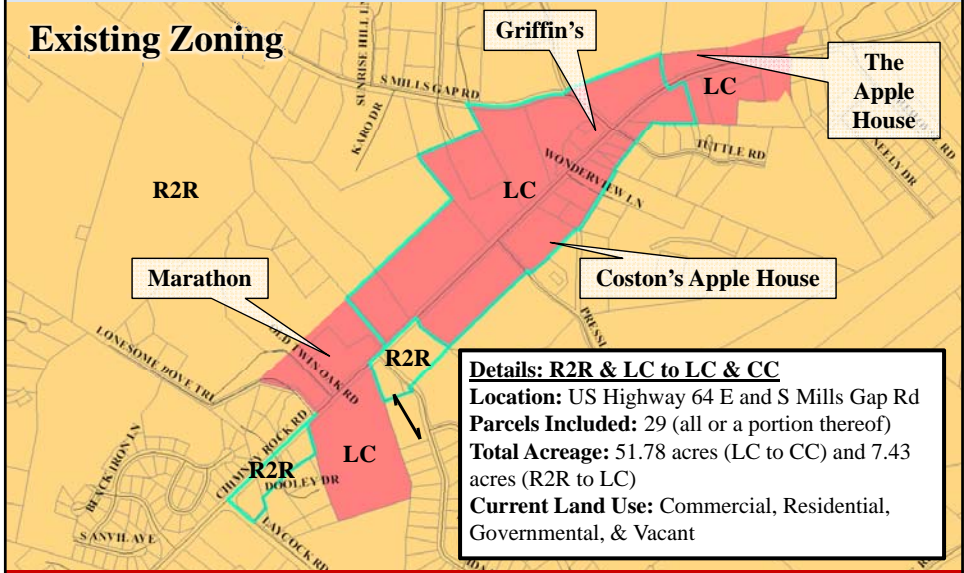 Existing Zoning
Griffin's
The
Apple
House
SUNRISE HILL LN
S MILLS GAP RD
KARO DR
LC
NEELY DR
TUTTLE RD
WONDERVIEW LN
R2R
LC
Marathon
Coston's Apple House
OLD TWIN OAK RD
LONESOME DOVE TRL
R2R
CHIMNEY ROCK RD
BLACK IRON LN
R2R
LC
DOOLEY DR
LAYCOCK RD
S ANVIL AVE
Details: R2R & LC to LC & CC
Location: US Highway 64 E and S Mills Gap Rd
Parcels Included: 29 (all or a portion thereof)
Total Acreage: 51.78 acres (LC to CC) and 7.43
acres (R2R to LC)
Current Land Use: Commercial, Residential,
Governmental, & Vacant